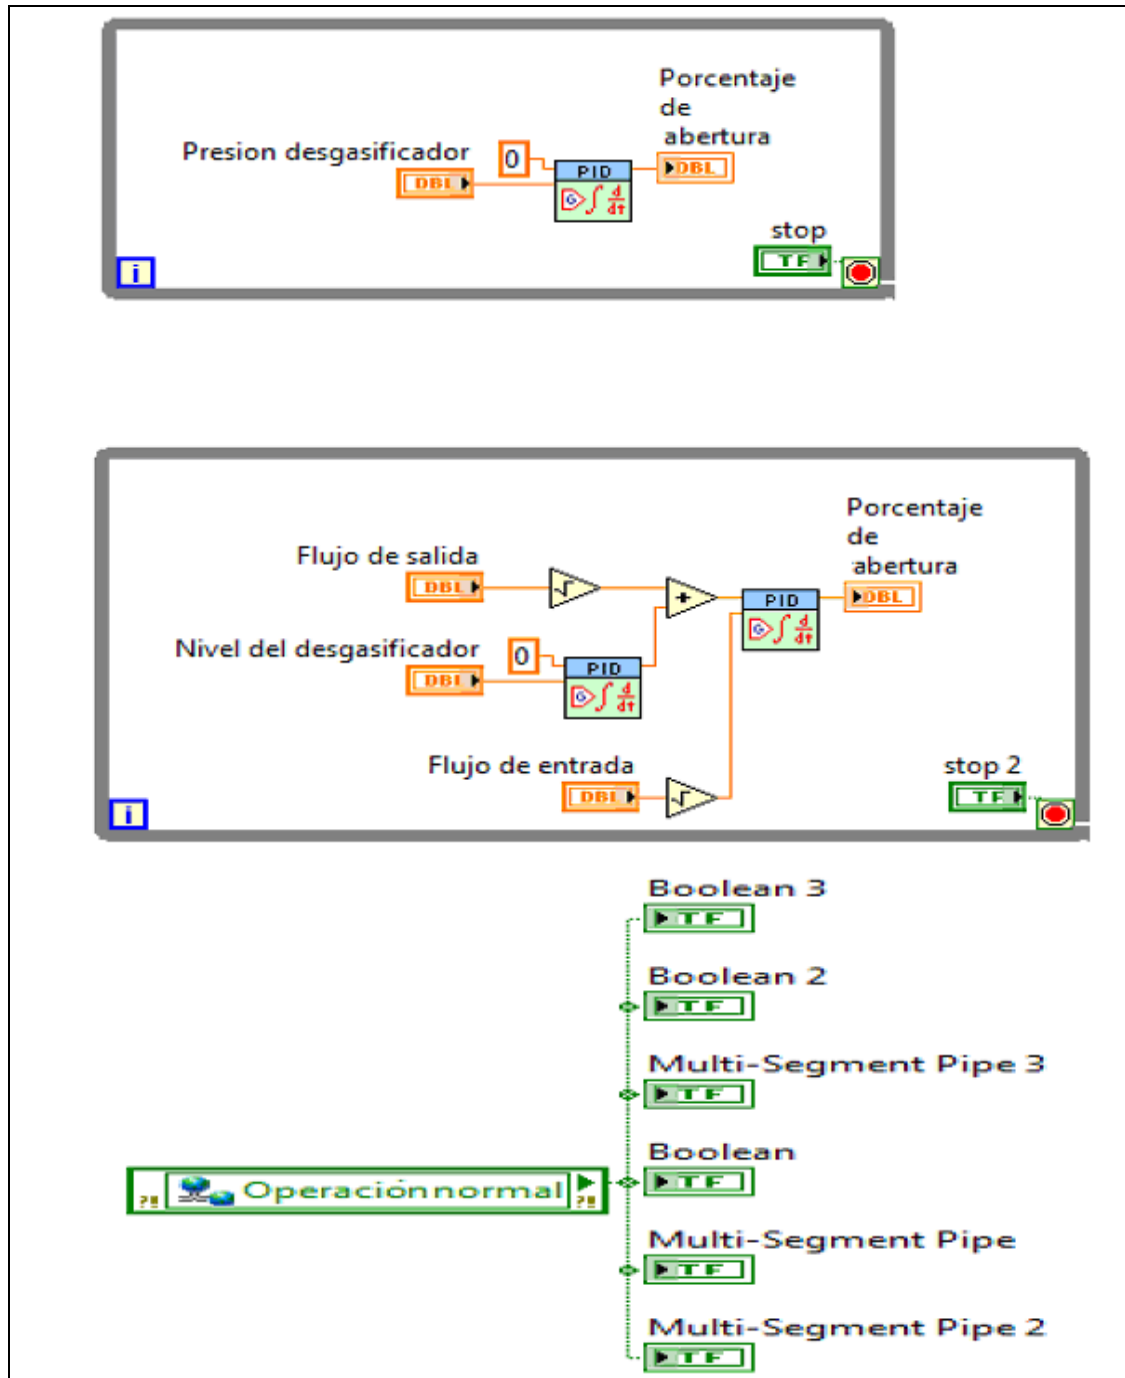 Porcentaje
de
abertura
Presion desgasificador
0
DBL
PID
DBL
G
d
dt
stop
TF
i
Porcentaje
de
abertura
Flujo de salida
DBL
√
+
PID
DBL
G
d
dt
Nivel del desgasificador
0
DBL
PID
G
d
dt
Flujo de entrada
DBL
√
stop 2
TF
i
Boolean 3
TF
Boolean 2
TF
Multi-Segment Pipe 3
TF
Boolean
TF
?!
Operación normal
?!
Multi-Segment Pipe
TF
Multi-Segment Pipe 2
TF